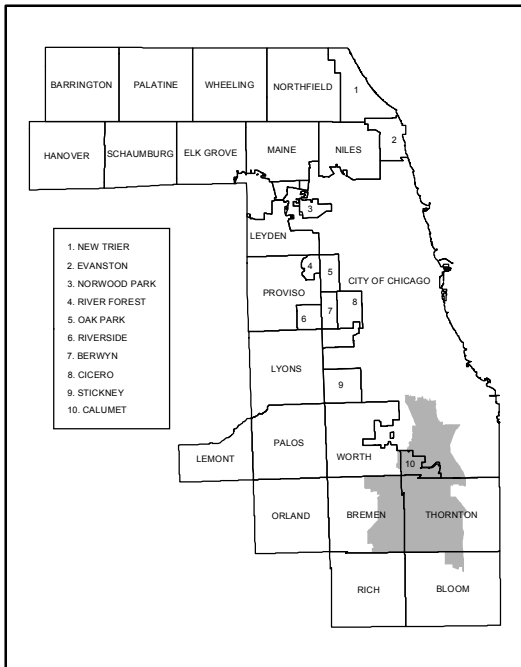 BARRINGTON
PALATINE
WHEELING
NORTHFIELD
1
2
HANOVER
SCHAUMBURG
ELK GROVE
MAINE
NILES
3
LEYDEN
1. NEW TRIER
2. EVANSTON
3. NORWOOD PARK
4. RIVER FOREST
5. OAK PARK
6. RIVERSIDE
7. BERWYN
8. CICERO
9. STICKNEY
10. CALUMET
4
5
CITY OF CHICAGO
PROVISO
6
7
8
LYONS
9
PALOS
WORTH
LEMONT
10
ORLAND
BREMEN
THORNTON
RICH
BLOOM